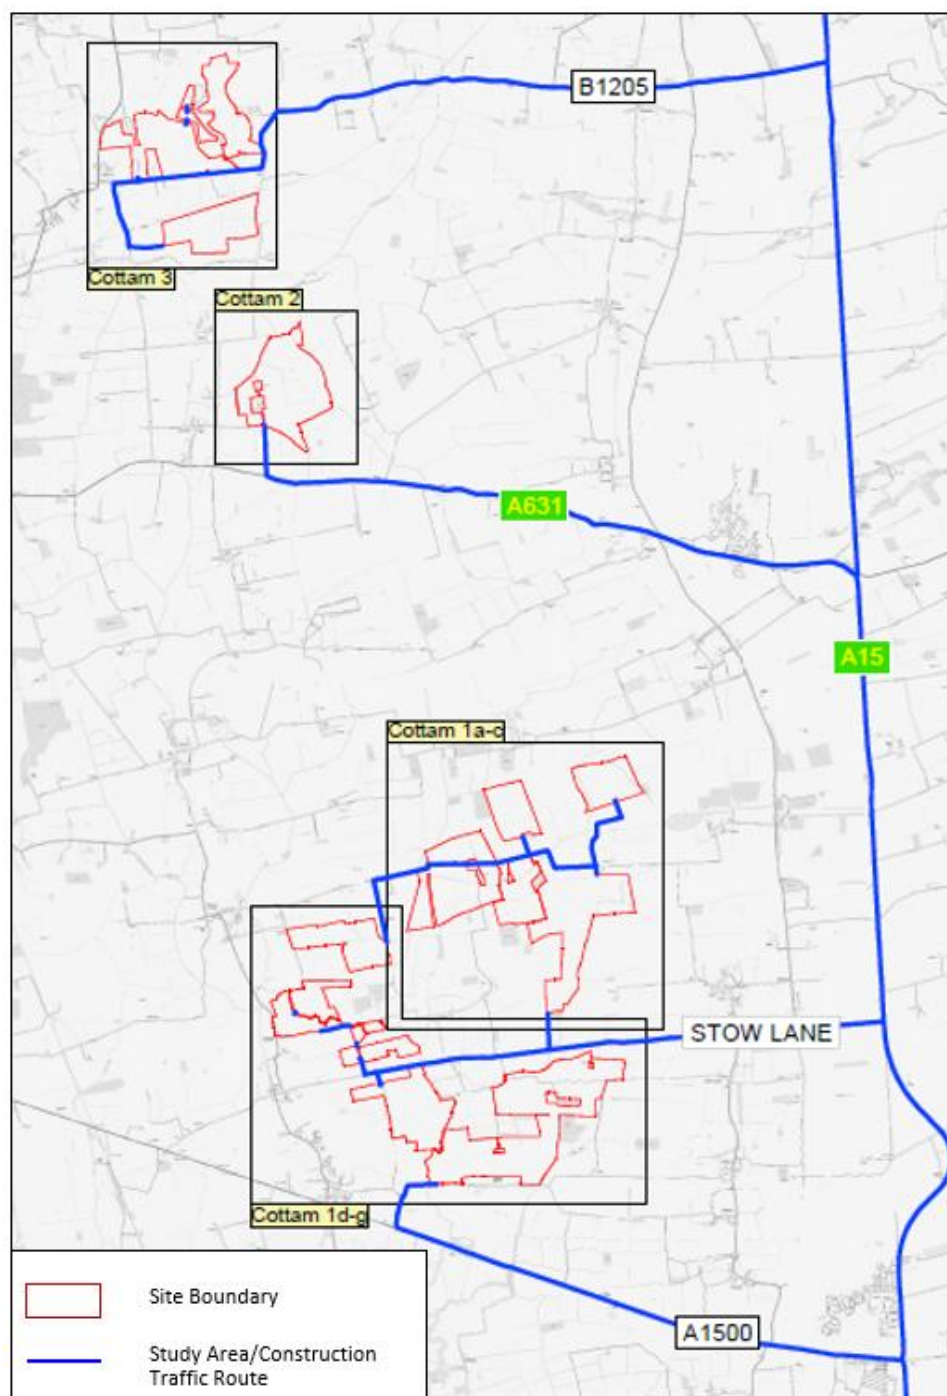 B1205
Cottam 3
Cottam 2
A631
A15
Cottam 1a-c
STOW LANE
Cottam 1d-g
A1500
Site Boundary
Study Area/Construction
Traffic Route